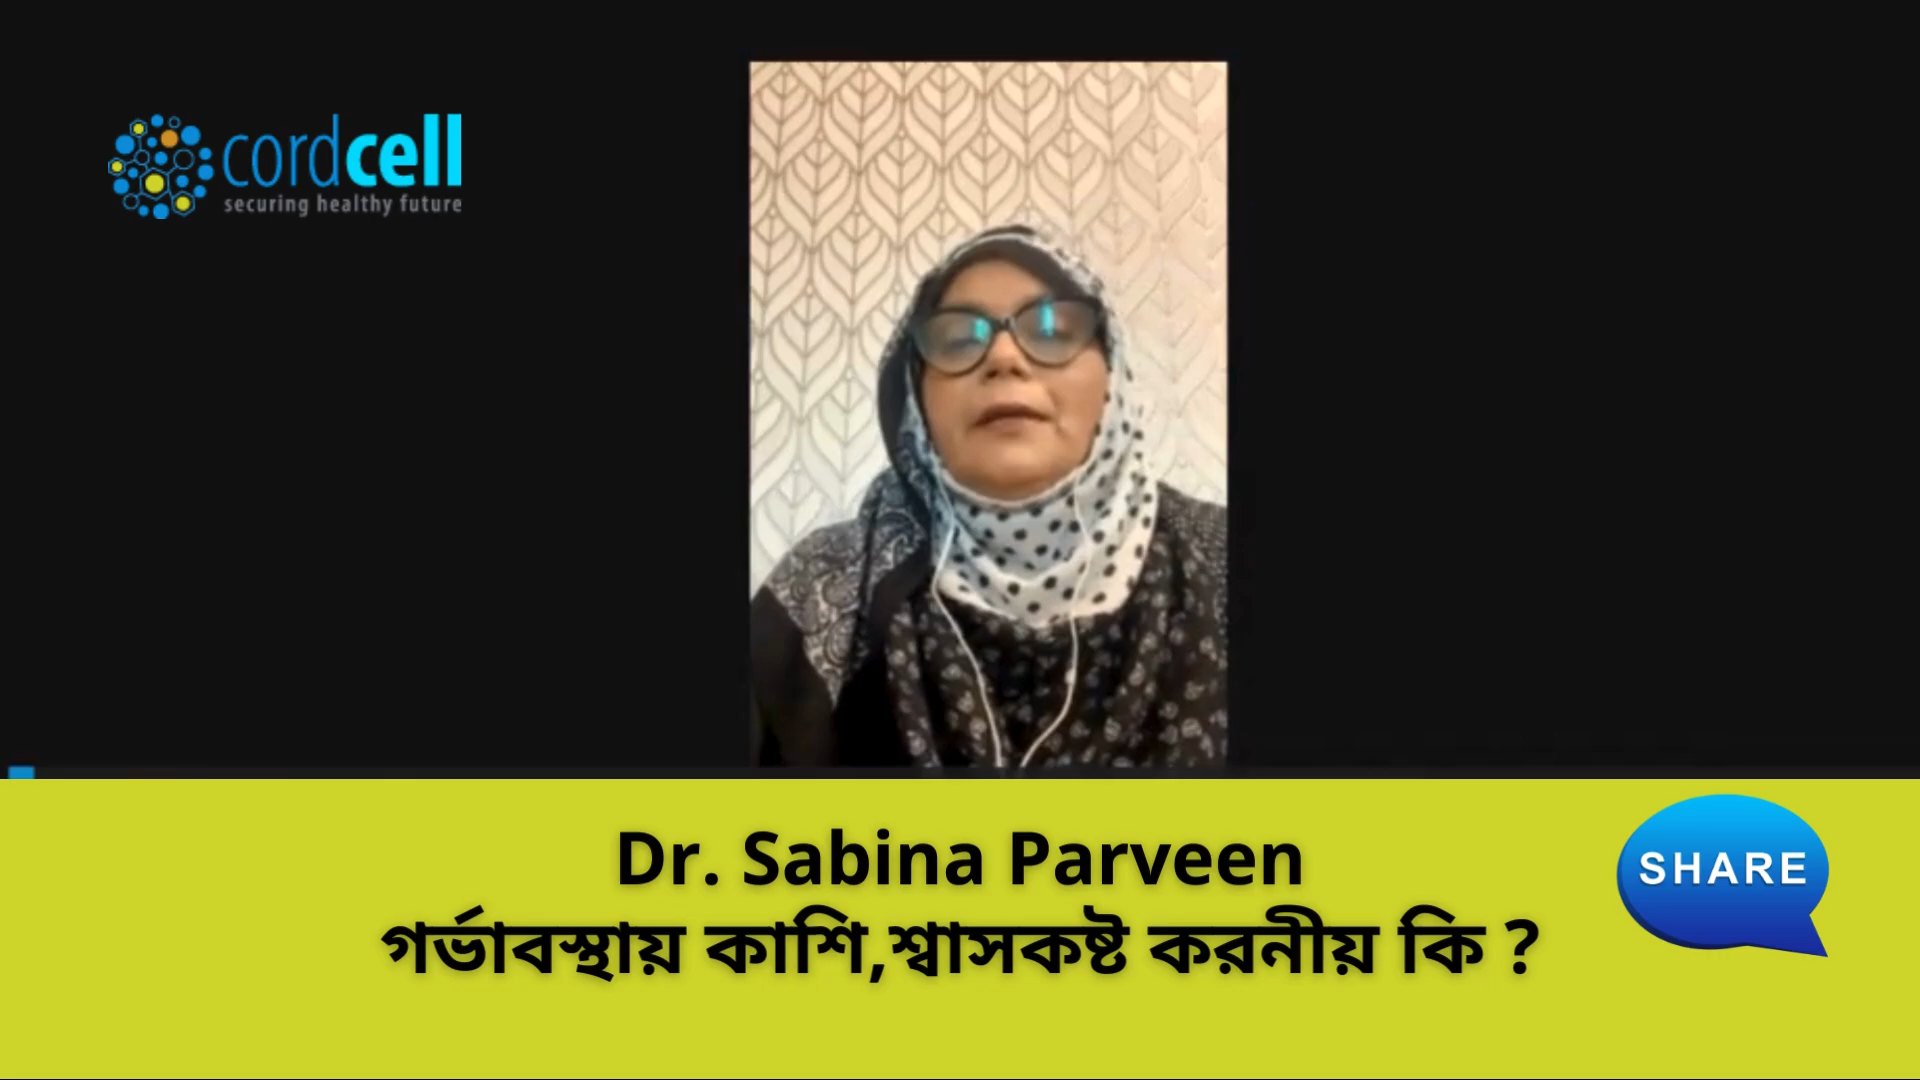 cordcell
securing healthy future
Dr. Sabina Parveen
গর্ভাবস্থায় কাশি,শ্বাসকষ্ট করনীয় কি ?
SHARE